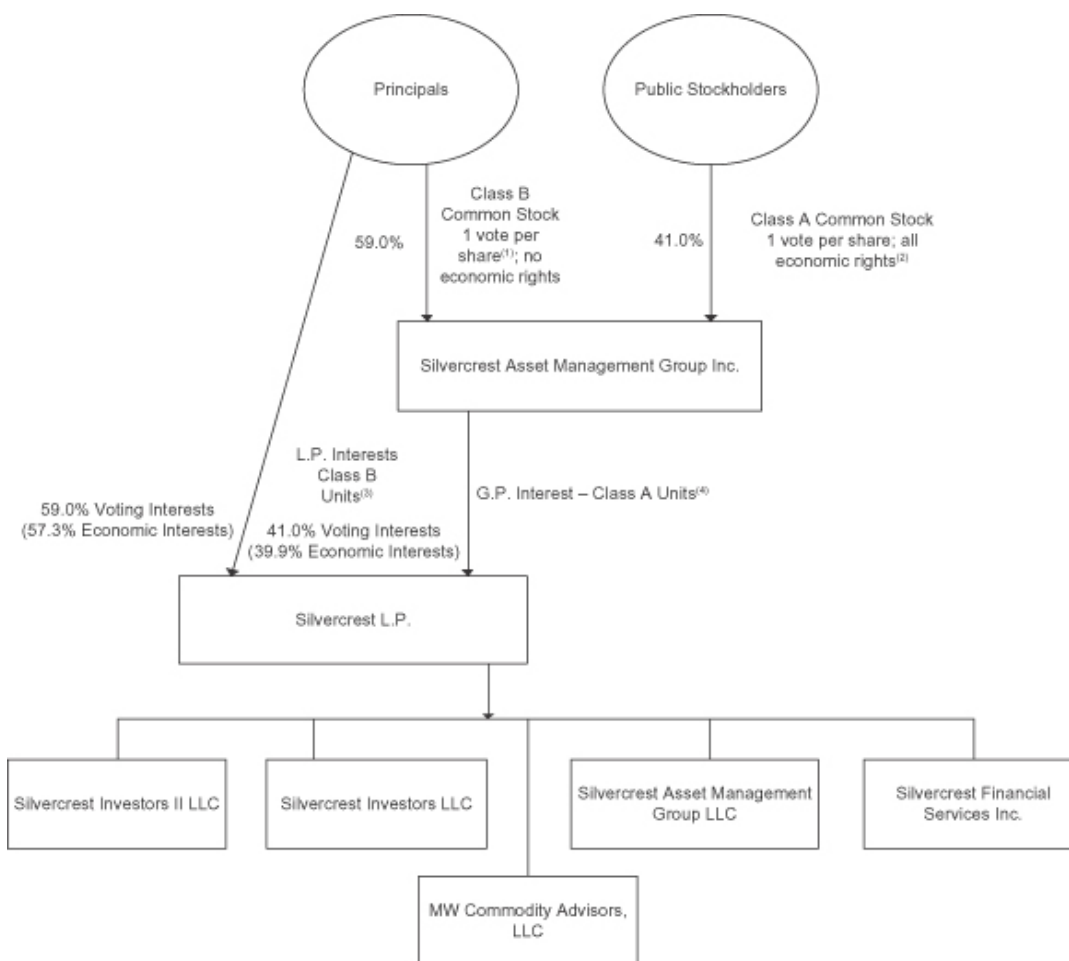 Principals
Public Stockholders
59.0%
Class B
Common Stock
1 vote per
share(1); no
economic rights
41.0%
Class A Common Stock
1 vote per share; all
economic rights(2)
Silvercrest Asset Management Group Inc.
59.0% Voting Interests
(57.3% Economic Interests)
L.P. Interests
Class B
Units(3)
41.0% Voting Interests
(39.9% Economic Interests)
G.P. Interest – Class A Units(4)
Silvercrest L.P.
Silvercrest Investors II LLC
Silvercrest Investors LLC
Silvercrest Asset Management
Group LLC
Silvercrest Financial
Services Inc.
MW Commodity Advisors,
LLC